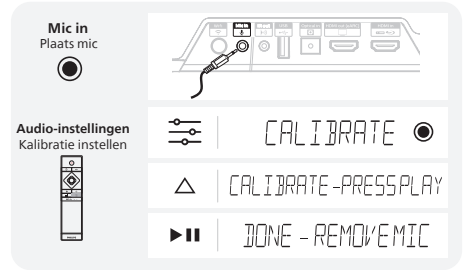 Mic in
Plaats mic
Audio-instellingen
Kalibratie instellen
CALIBRATE
CALIBRATE-PRESSPLAY
DONE - REMOVEMIC